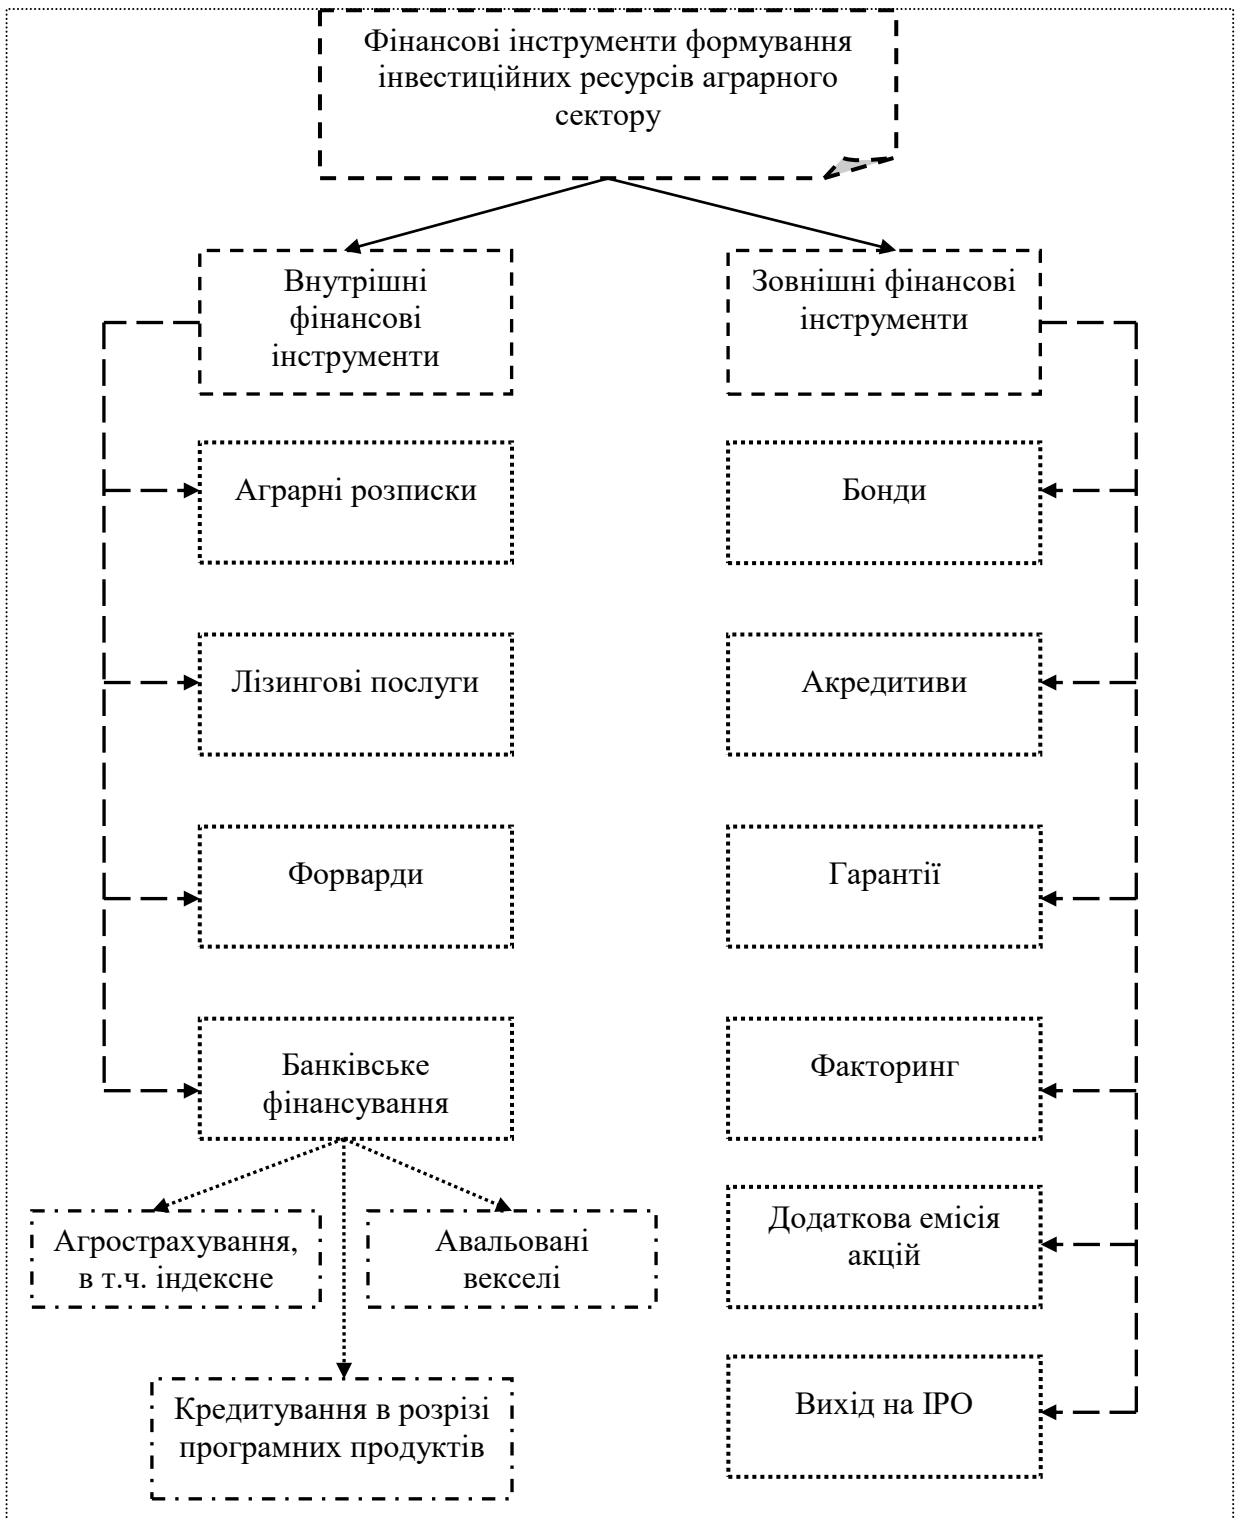 Фінансові інструменти формування
інвестиційних ресурсів аграрного
сектору
Внутрішні
фінансові
інструменти
Зовнішні фінансові
інструменти
Аграрні розписки
Бонди
Лізингові послуги
Акредитиви
Форварди
Гарантії
Банківське
фінансування
Факторинг
Агрострахування,
в т.ч. індексне
Авальовані
векселі
Додаткова емісія
акцій
Кредитування в розрізі
програмних продуктів
Вихід на ІРО